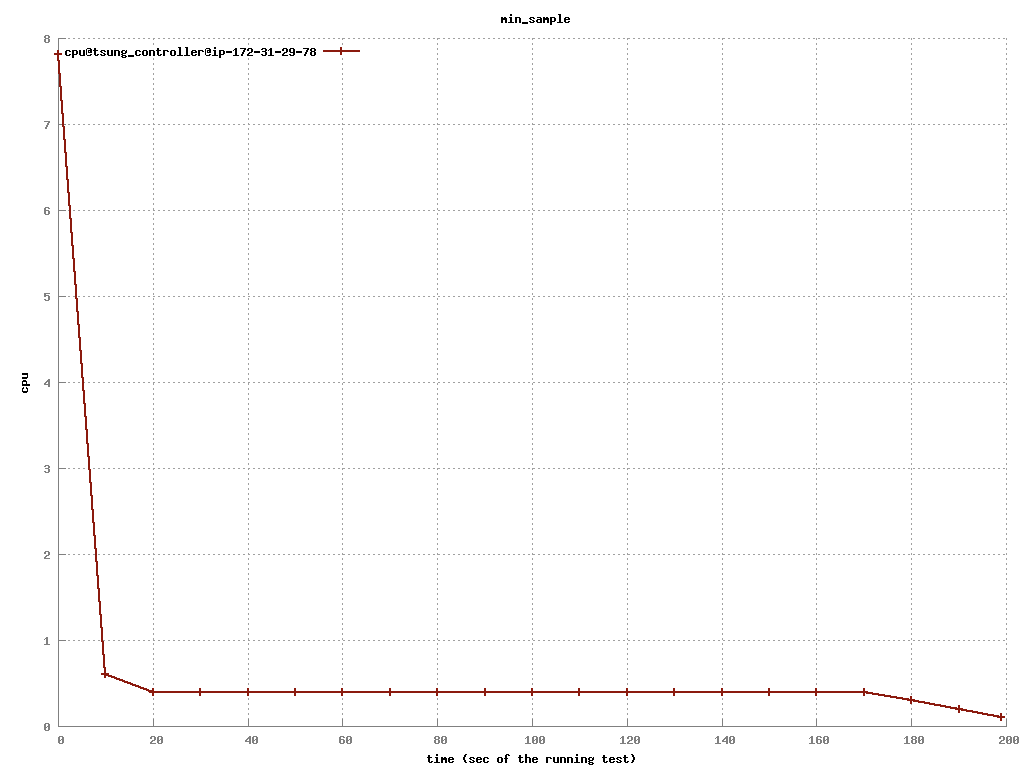 min_sample
cpu@tsung_controller@ip-172-31-29-78
8
7
6
5
4
3
2
1
0
cpu
0 20 40 60 80 100 120 140 160 180 200
time (sec of the running test)